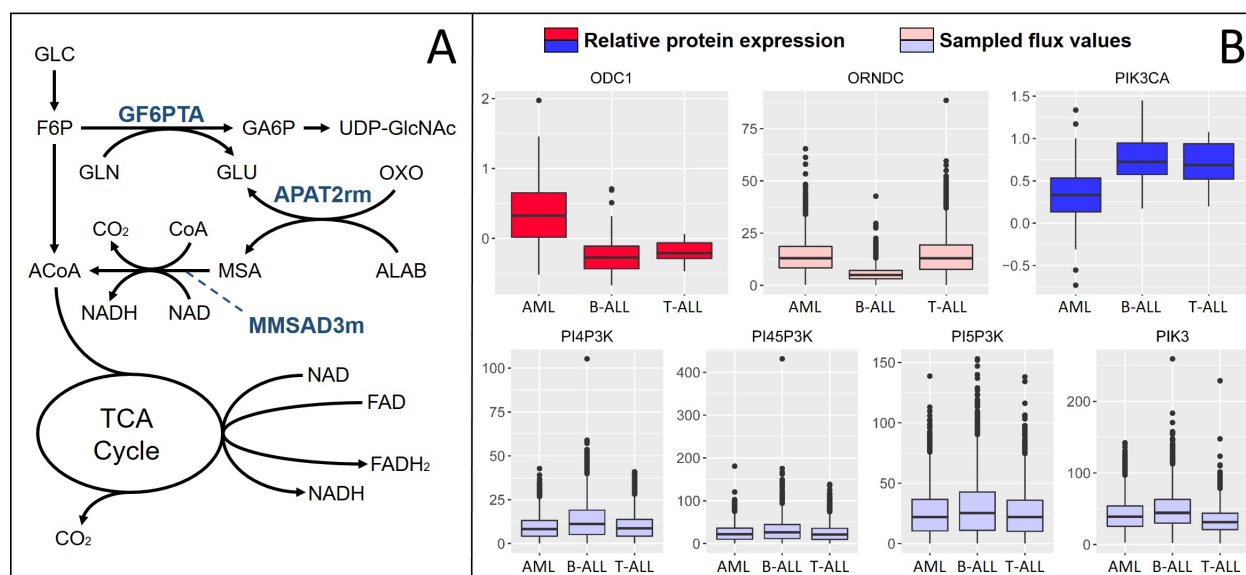 A
GLC
GF6PTA
F6P
GA6P
UDP-GlcNAc
GLN
GLU
OXO
APAT2rm
CO2
CoA
ACoA
MSA
ALAB
NADH
NAD
MMSAD3m
TCA
Cycle
NAD
FAD
FADH2
NADH
CO2
B
Relative protein expression
Sampled flux values
ODC1
2
1
0
AML B-ALL T-ALL
ORNDC
75
50
25
0
AML B-ALL T-ALL
PIK3CA
1.5
1.0
0.5
0.0
−0.5
AML B-ALL T-ALL
PI4P3K
100
75
50
25
0
AML B-ALL T-ALL
PI45P3K
400
300
200
100
0
AML B-ALL T-ALL
PI5P3K
150
100
50
0
AML B-ALL T-ALL
PIK3
200
100
0
AML B-ALL T-ALL